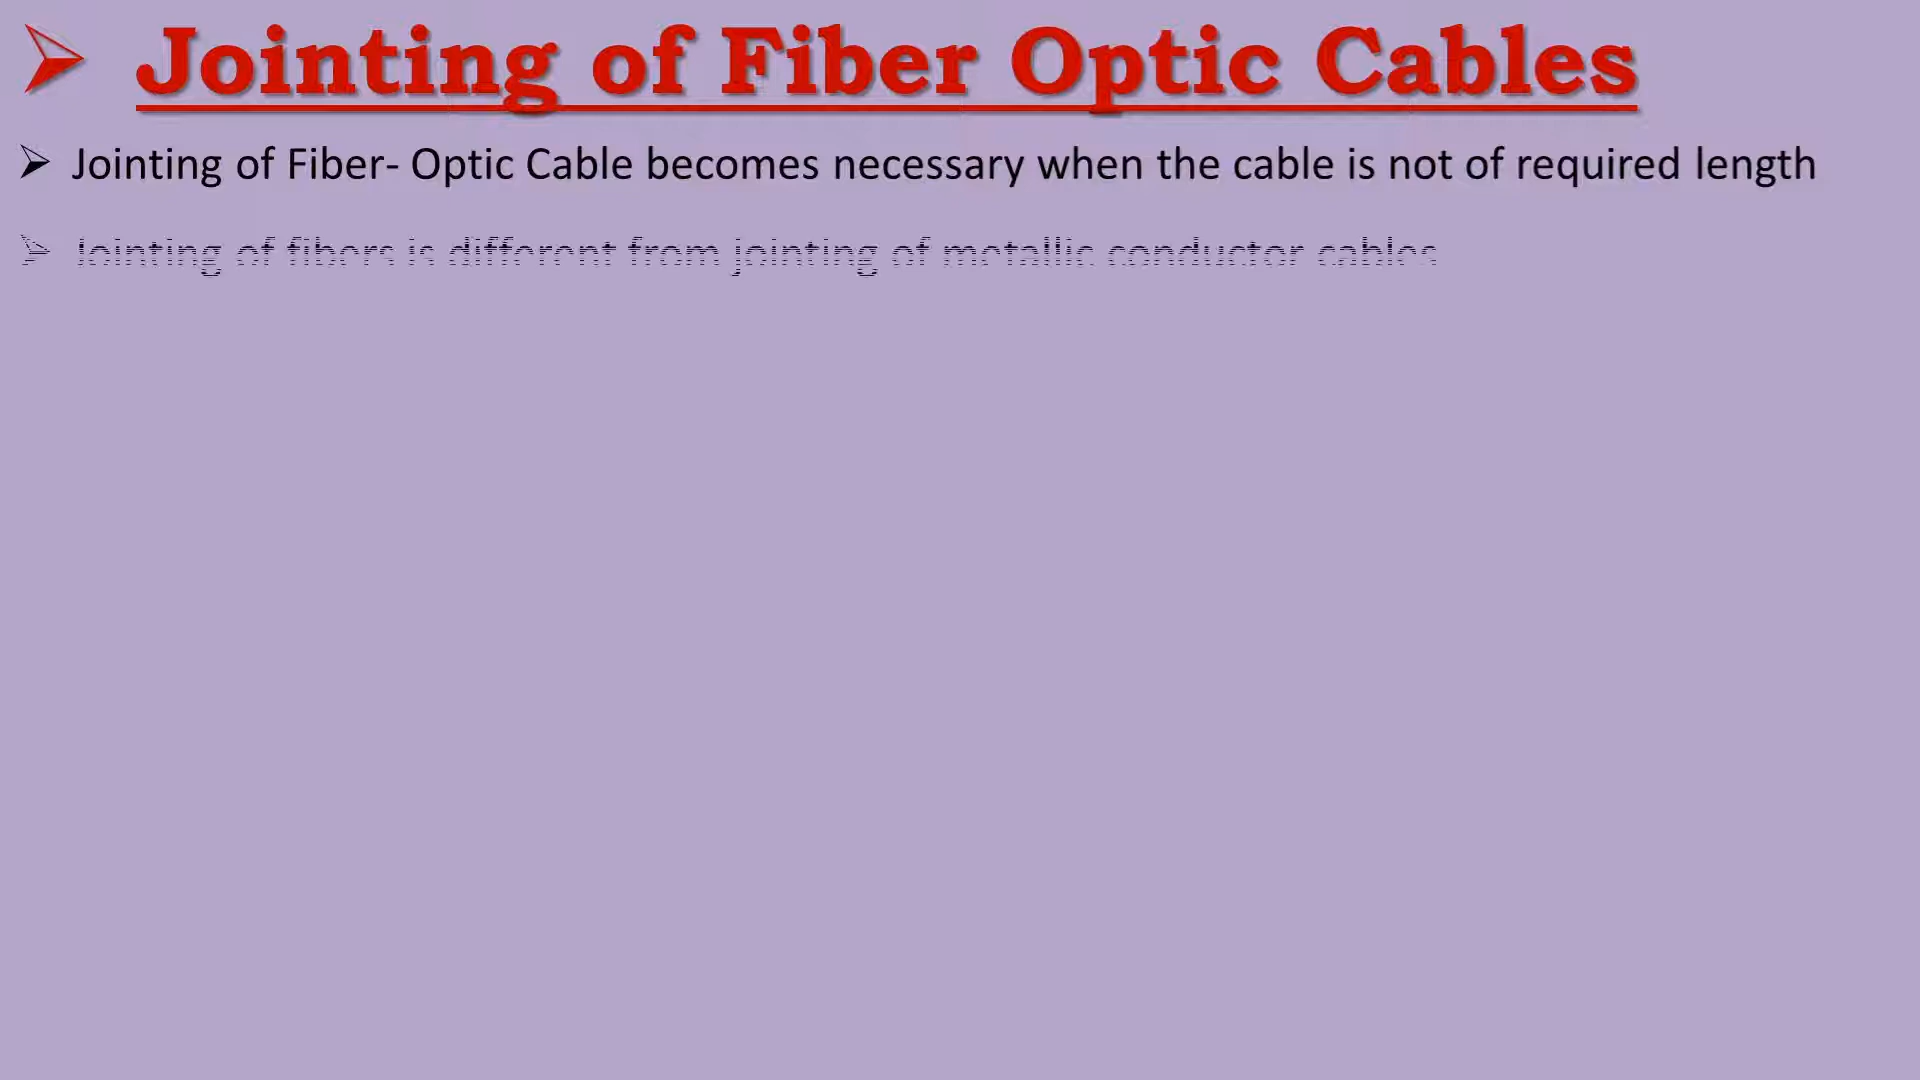 Jointing of Fiber Optic Cables
Jointing of Fiber- Optic Cable becomes necessary when the cable is not of required length
Jointing of fibers is different from jointing of metallic conductor cables